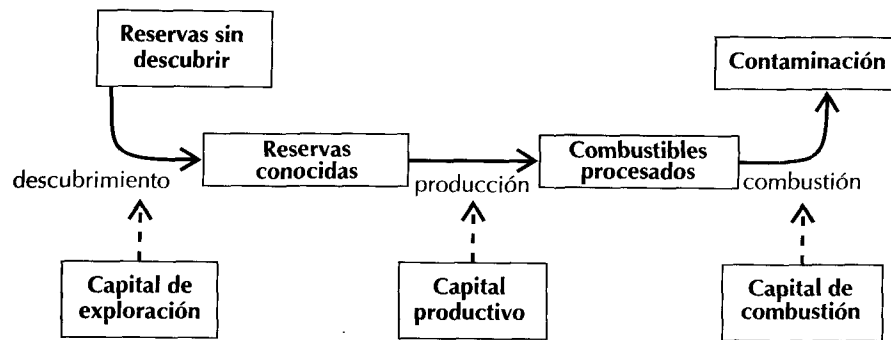 Reservas sin
descubrir
Contaminación
Reservas
conocidas
Combustibles
procesados
descubrimiento
producción
combustión
Capital de
exploración
Capital
productivo
Capital de
combustión